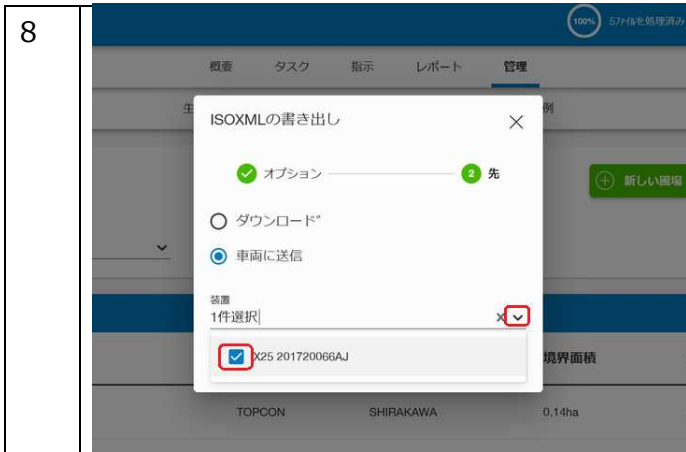 8
100% 5ファイルを処理済み
概要 タスク 指示 レポート 管理
生 例
ISOXMLの書き出し
オプション 2 先
新しい圃場
ダウンロード
車両に送信
装置
1件選択
X25 201720066AJ
境界面積
TOPCON SHIRAKAWA 0.14ha